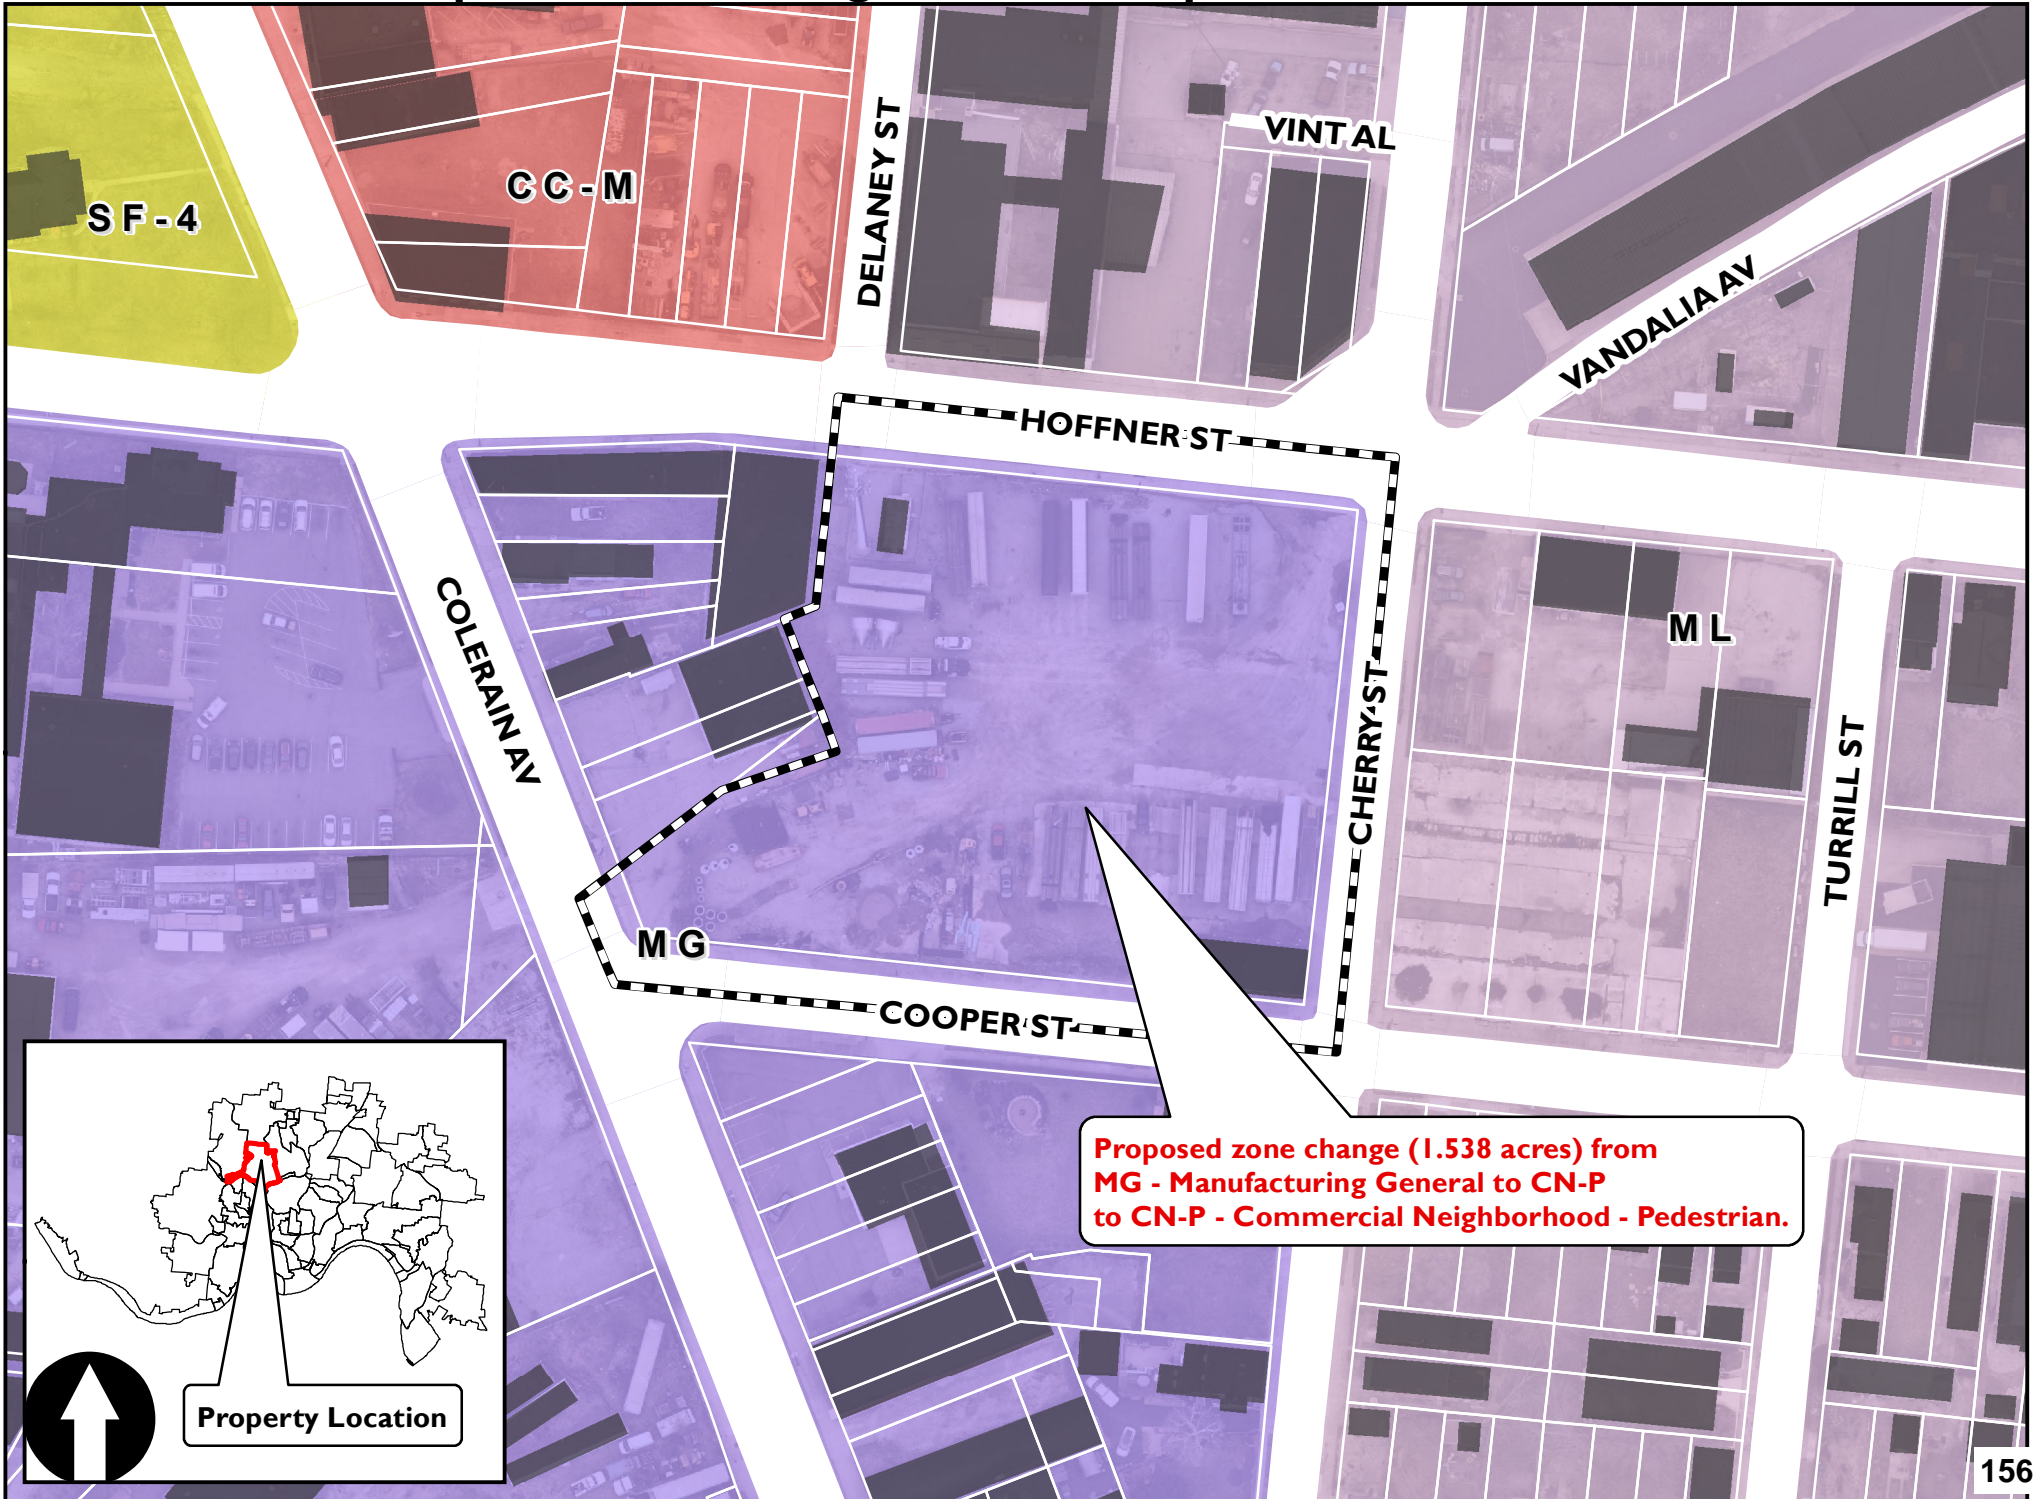 VINT AL
DELANEY ST
CC-M
SF-4
VANDALIA AV
HOFFNER ST
COLERAIN AV
ML
CHERRY ST
TURRILL ST
MG
COOPER ST
Proposed zone change (1.538 acres) from
MG - Manufacturing General to CN-P
to CN-P - Commercial Neighborhood - Pedestrian.
Property Location
156